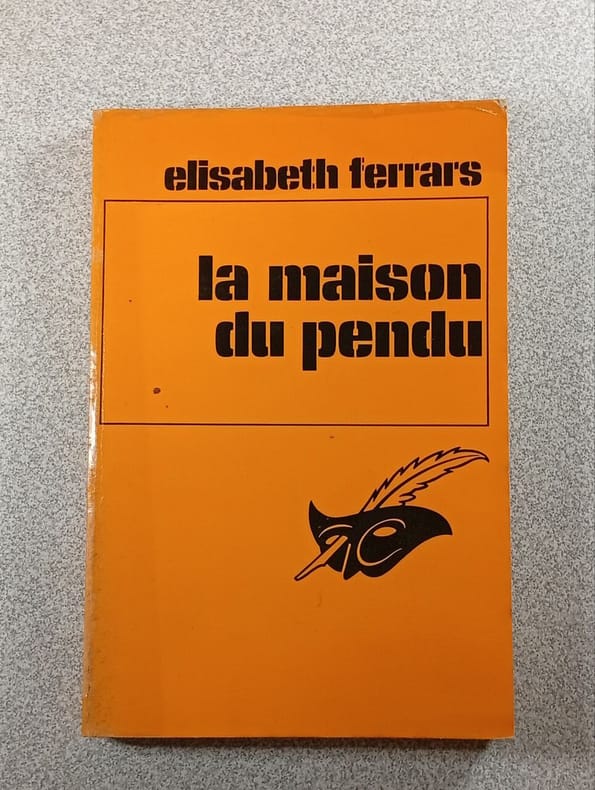 elisabeth ferrars
la maison
du pendu